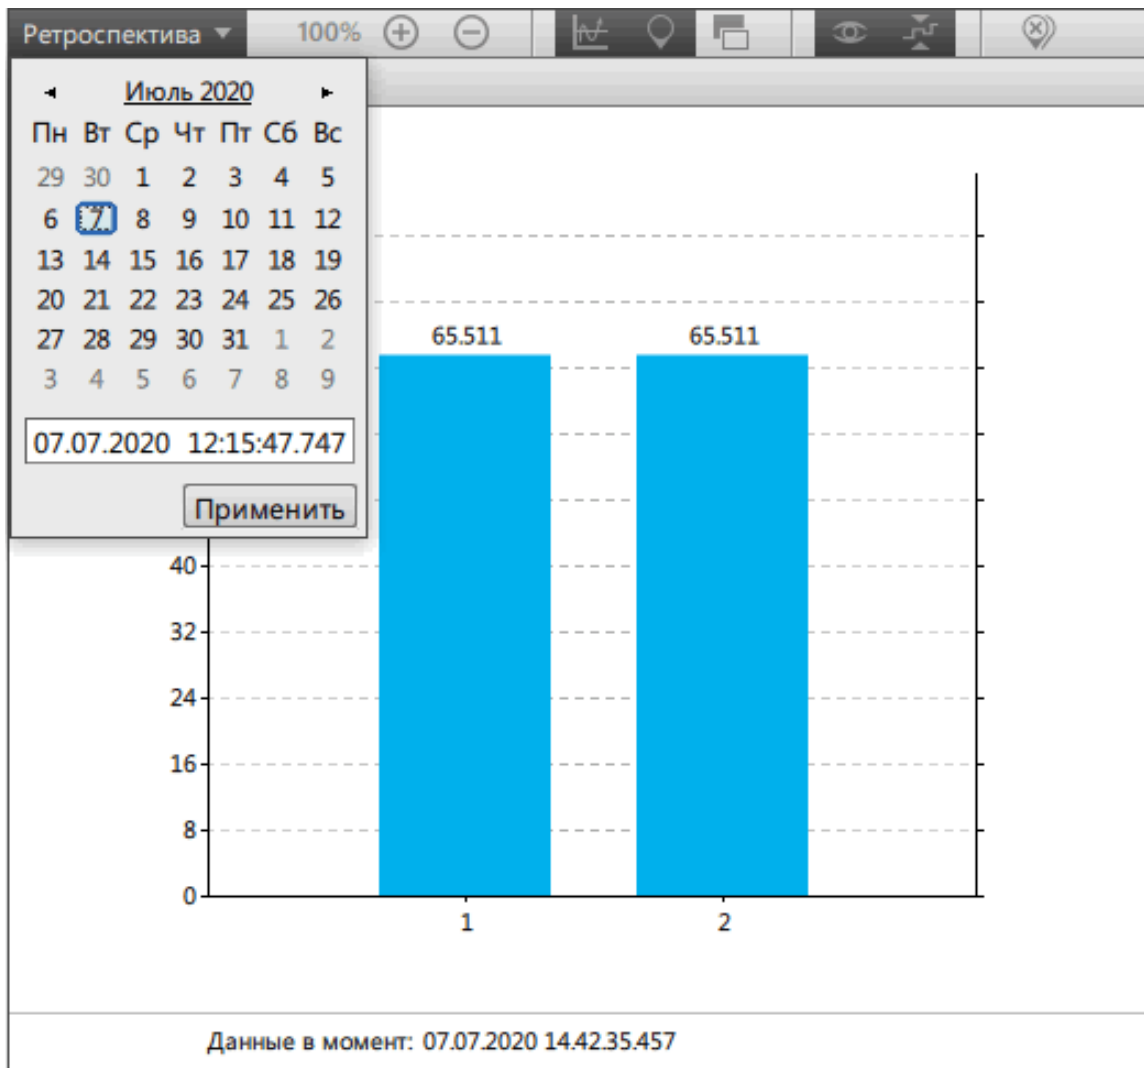 Ретроспектива 100%
Июль 2020
Пн Вт Ср Чт Пт Сб Вс
29 30 1 2 3 4 5
6 7 8 9 10 11 12
13 14 15 16 17 18 19
20 21 22 23 24 25 26
27 28 29 30 31 1 2
3 4 5 6 7 8 9
07.07.2020 12:15:47.747
Применить
65.511 65.511
40
32
24
16
8
0
1 2
Данные в момент: 07.07.2020 14.42.35.457